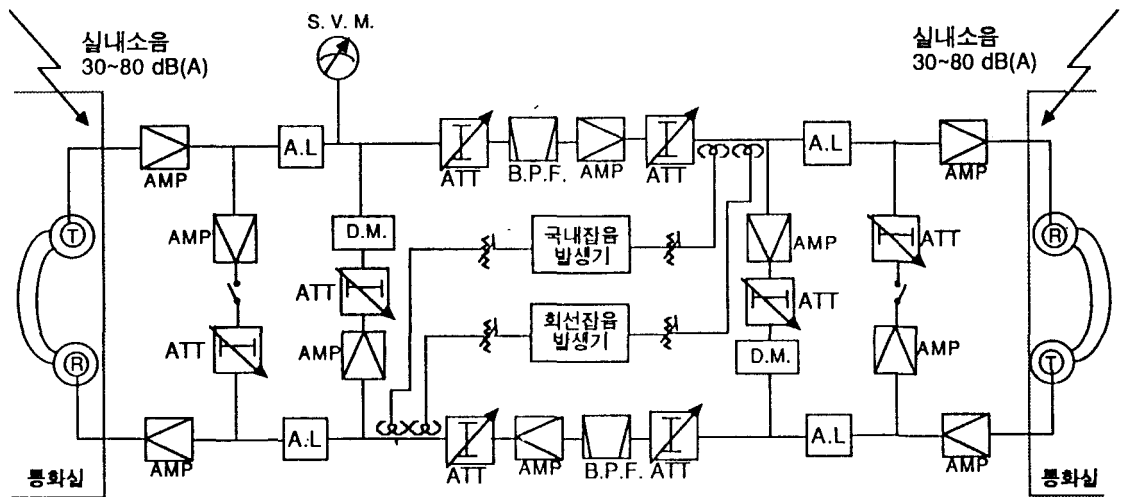 S. V. M.
실내소음
30~80 dB(A)
실내소음
30~80 dB(A)
AMP
A.L
ATT
B.P.F.
AMP
ATT
A.L
AMP
T
AMP
D.M.
국내잡음
발생기
AMP
ATT
R
ATT
ATT
회선잡음
발생기
ATT
AMP
D.M.
AMP
R
T
AMP
A.L
ATT
AMP
B.P.F.
ATT
A.L
AMP
통화실
통화실